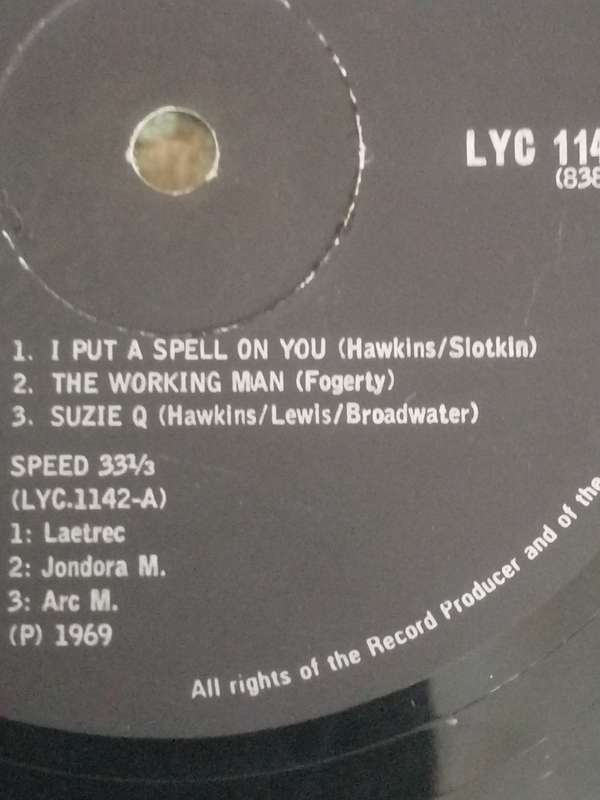 LYC 114
(838
1. I PUT A SPELL ON YOU (Hawkins/Slotkin)
2. THE WORKING MAN (Fogerty)
3. SUZIE Q (Hawkins/Lewis/Broadwater)
SPEED 33⅓
(LYC.1142-A)
1: Laetrec
2: Jondora M.
3: Arc M.
(P) 1969
All rights of the Record Producer and of the